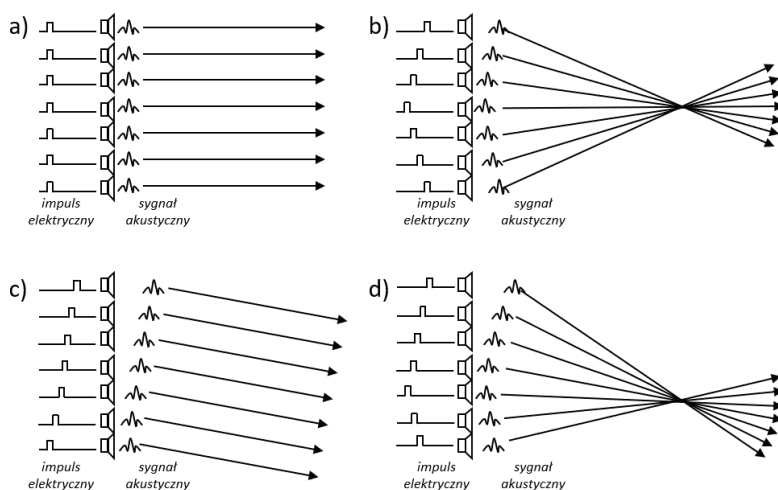 a)
impuls
elektryczny
sygnał
akustyczny
b)
impuls
elektryczny
sygnał
akustyczny
c)
impuls
elektryczny
sygnał
akustyczny
d)
impuls
elektryczny
sygnał
akustyczny